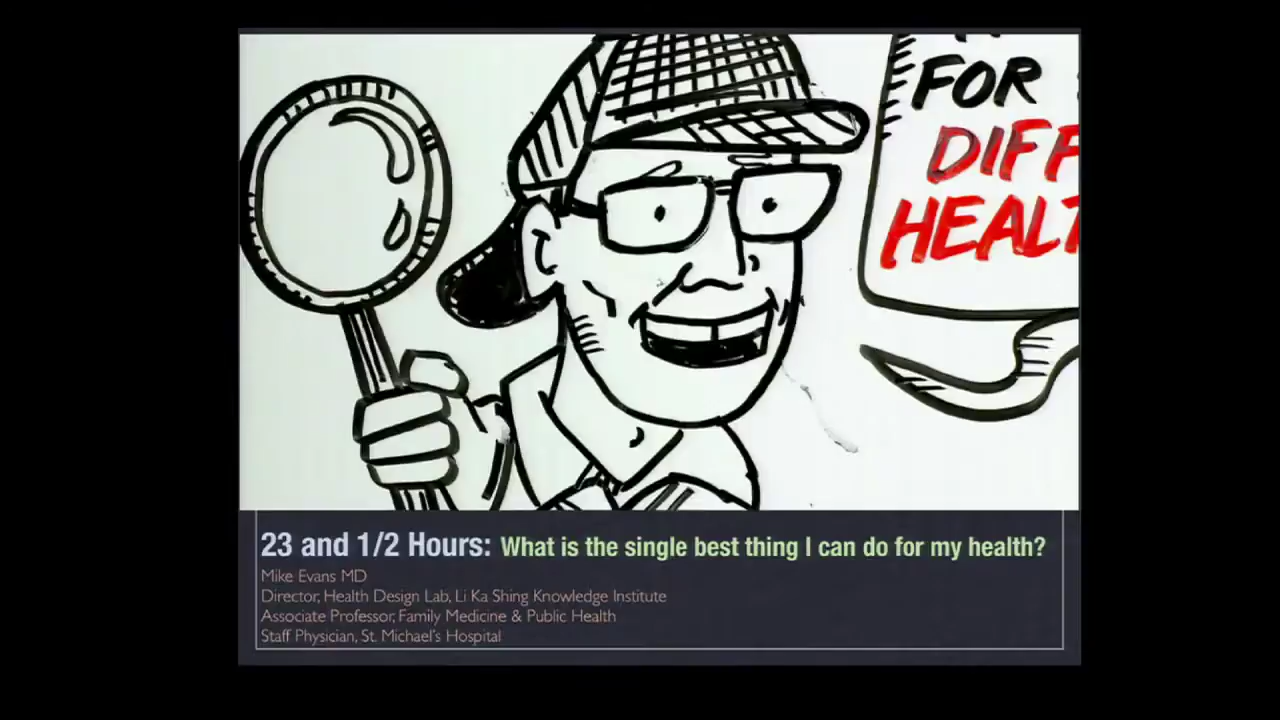 FOR
23 and 1/2 Hours: What is the single best thing I can do for my health?
Mike Evans MD
Director, Health Design Lab, Li Ka Shing Knowledge Institute
Associate Professor, Family Medicine & Public Health
Staff Physician, St. Michael's Hospital